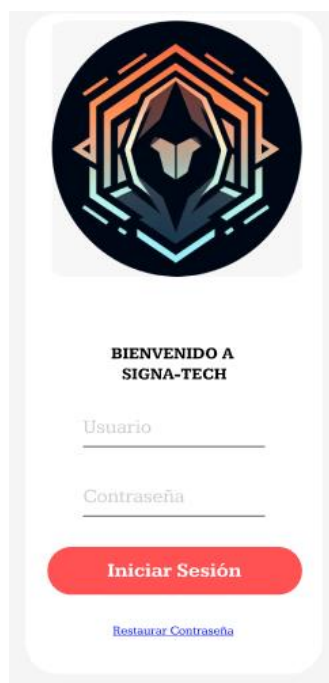 BIENVENIDO A
SIGNA-TECH
Usuario
Contraseña
Iniciar Sesión
Restaurar Contraseña